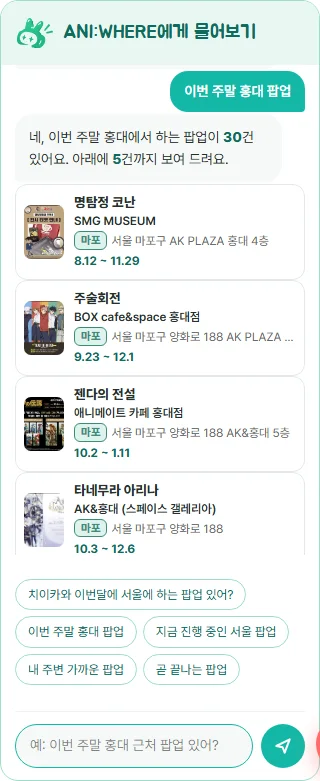 ANI:WHERE에게 물어보기
이번 주말 홍대 팝업
네, 이번 주말 홍대에서 하는 팝업이 30건
있어요. 아래에 5건까지 보여 드려요.
명탐정 코난
SMG MUSEUM
마포 서울 마포구 AK PLAZA 홍대 4층
8.12 ~ 11.29
주술회전
BOX cafe&space 홍대점
마포 서울 마포구 양화로 188 AK PLAZA ...
9.23 ~ 12.1
젠다의 전설
애니메이트 카페 홍대점
마포 서울 마포구 양화로 188 AK&홍대 5층
10.2 ~ 1.11
타네무라 아리나
AK&홍대 (스페이스 갤레리아)
마포 서울 마포구 양화로 188
10.3 ~ 12.6
치이카와 이번달에 서울에 하는 팝업 있어?
이번 주말 홍대 팝업
지금 진행 중인 서울 팝업
내 주변 가까운 팝업
곧 끝나는 팝업
예: 이번 주말 홍대 근처 팝업 있어?